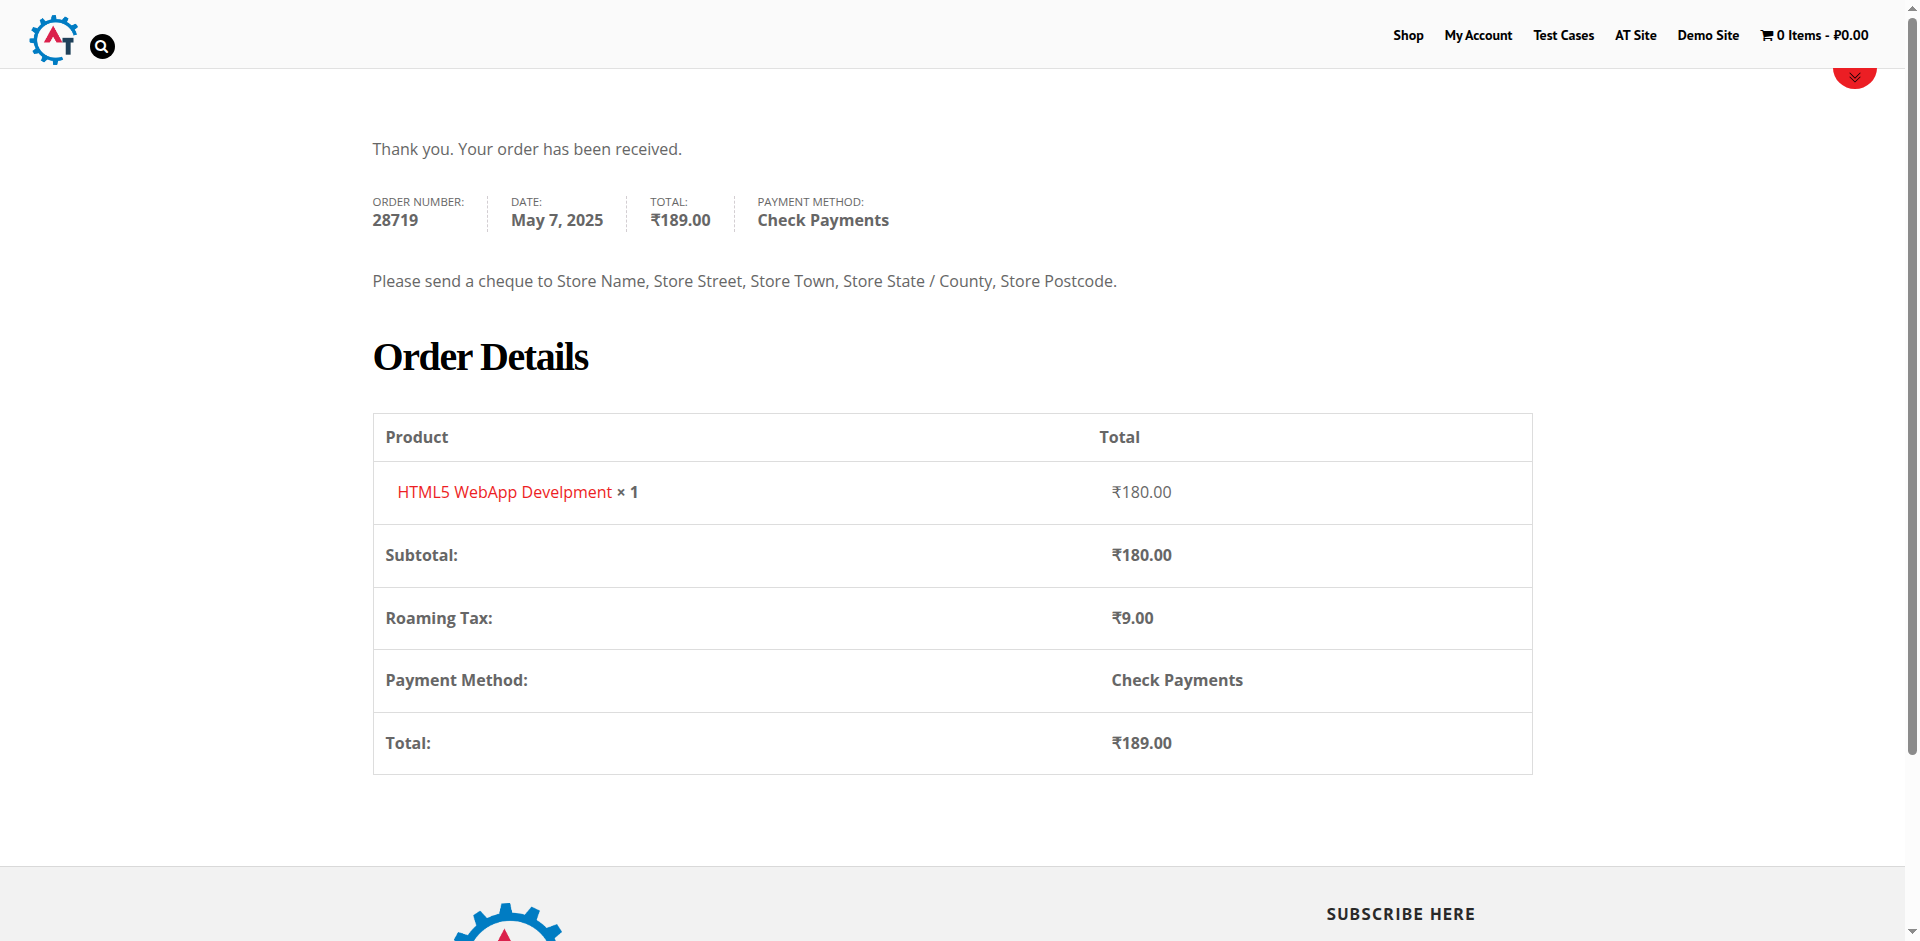 AT
Shop My Account Test Cases AT Site Demo Site 0 Items - ₽0.00
Thank you. Your order has been received.
ORDER NUMBER: DATE: TOTAL: PAYMENT METHOD:
28719 May 7, 2025 ₹189.00 Check Payments
Please send a cheque to Store Name, Store Street, Store Town, Store State / County, Store Postcode.
Order Details
Product Total
HTML5 WebApp Develpment × 1 ₹180.00
Subtotal: ₹180.00
Roaming Tax: ₹9.00
Payment Method: Check Payments
Total: ₹189.00
SUBSCRIBE HERE